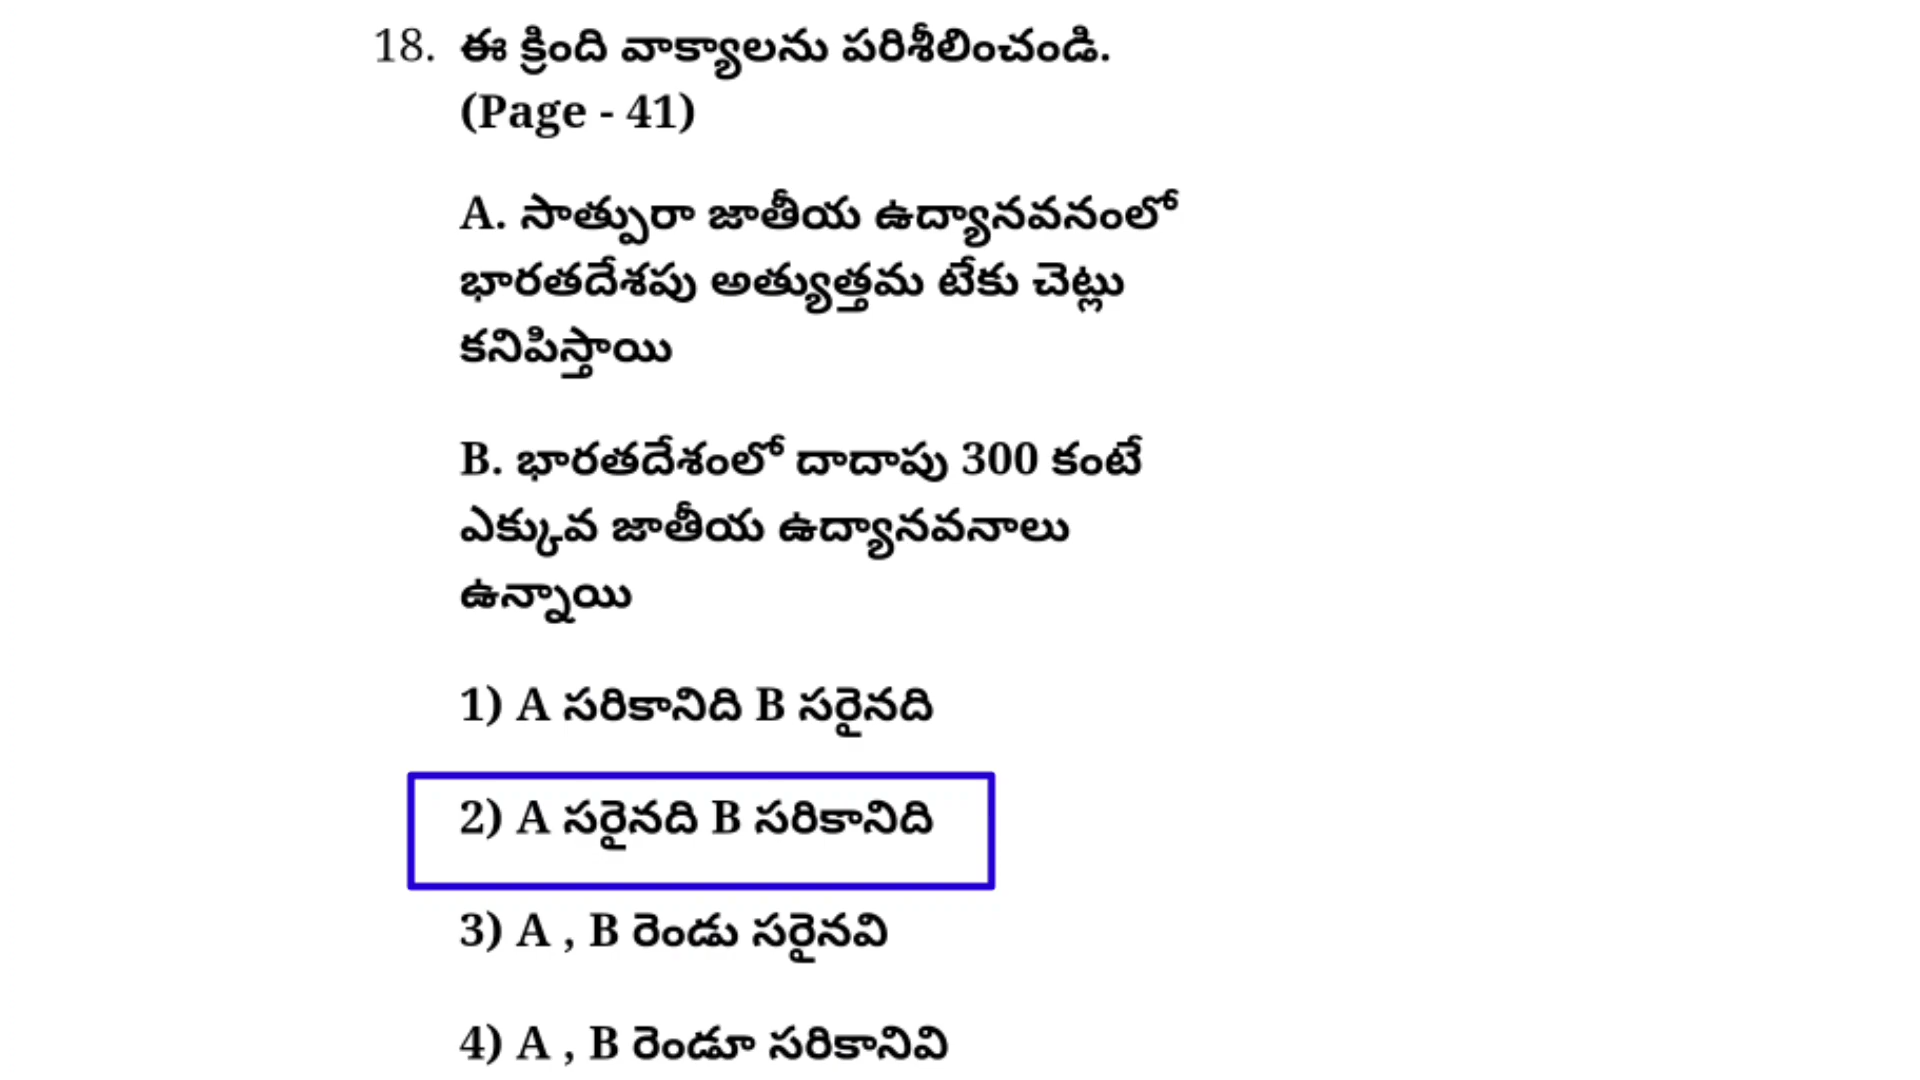 18. ఈ క్రింది వాక్యాలను పరిశీలించండి.
(Page - 41)
A. సాత్పురా జాతీయ ఉద్యానవనంలో
భారతదేశపు అత్యుత్తమ టేకు చెట్లు
కనిపిస్తాయి
B. భారతదేశంలో దాదాపు 300 కంటే
ఎక్కువ జాతీయ ఉద్యానవనాలు
ఉన్నాయి
1) A సరికానిది B సరైనది
2) A సరైనది B సరికానిది
3) A , B రెండు సరైనవి
4) A , B రెండూ సరికానివి